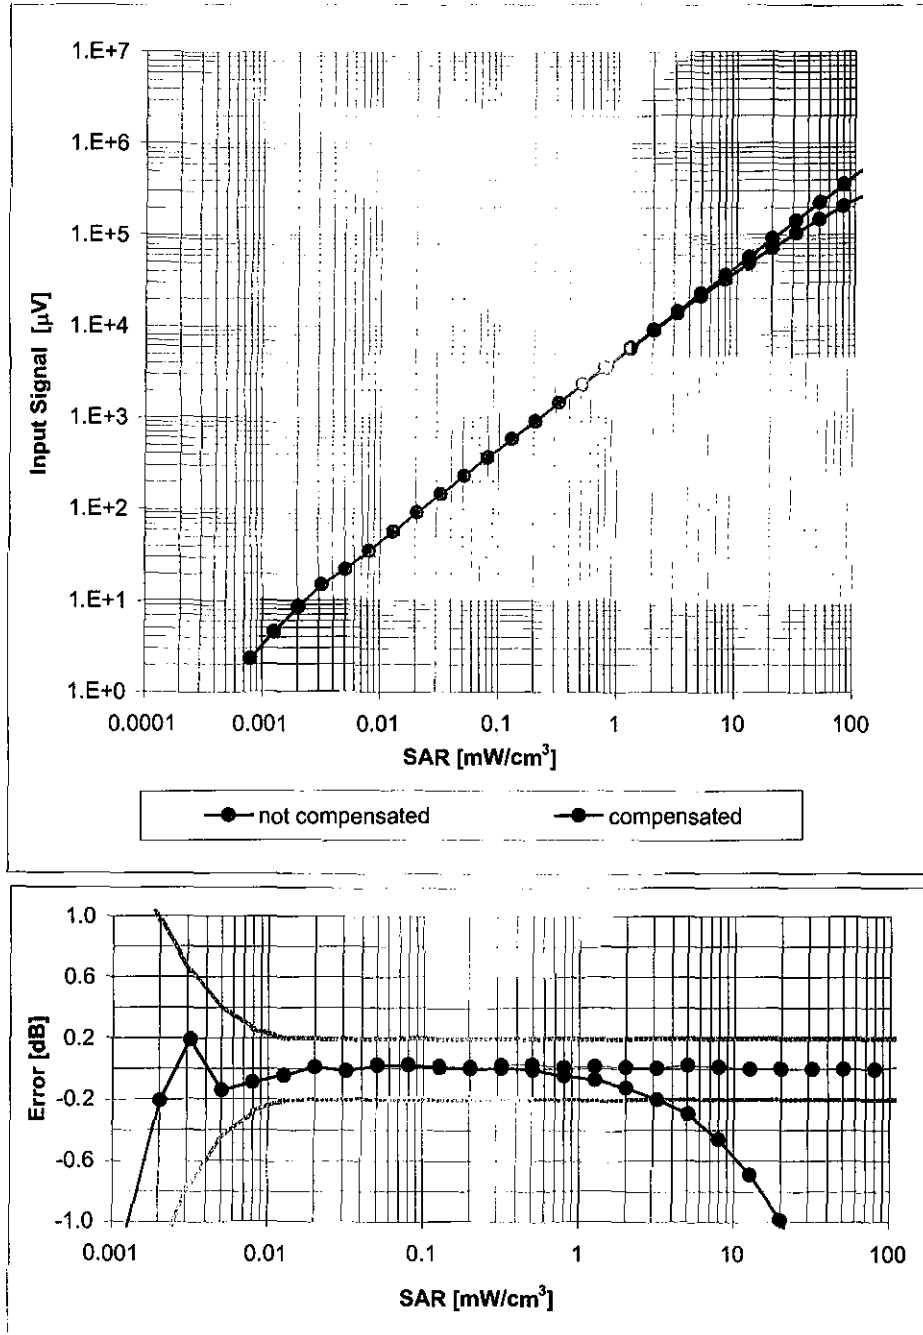 1.E+7
1.E+6
1.E+5
1.E+4
1.E+3
1.E+2
1.E+1
1.E+0
Input Signal [µV]
0.0001 0.001 0.01 0.1 1 10 100
SAR [mW/cm³]
not compensated compensated
1.0
0.6
0.2
-0.2
-0.6
-1.0
Error [dB]
0.001 0.01 0.1 1 10 100
SAR [mW/cm³]